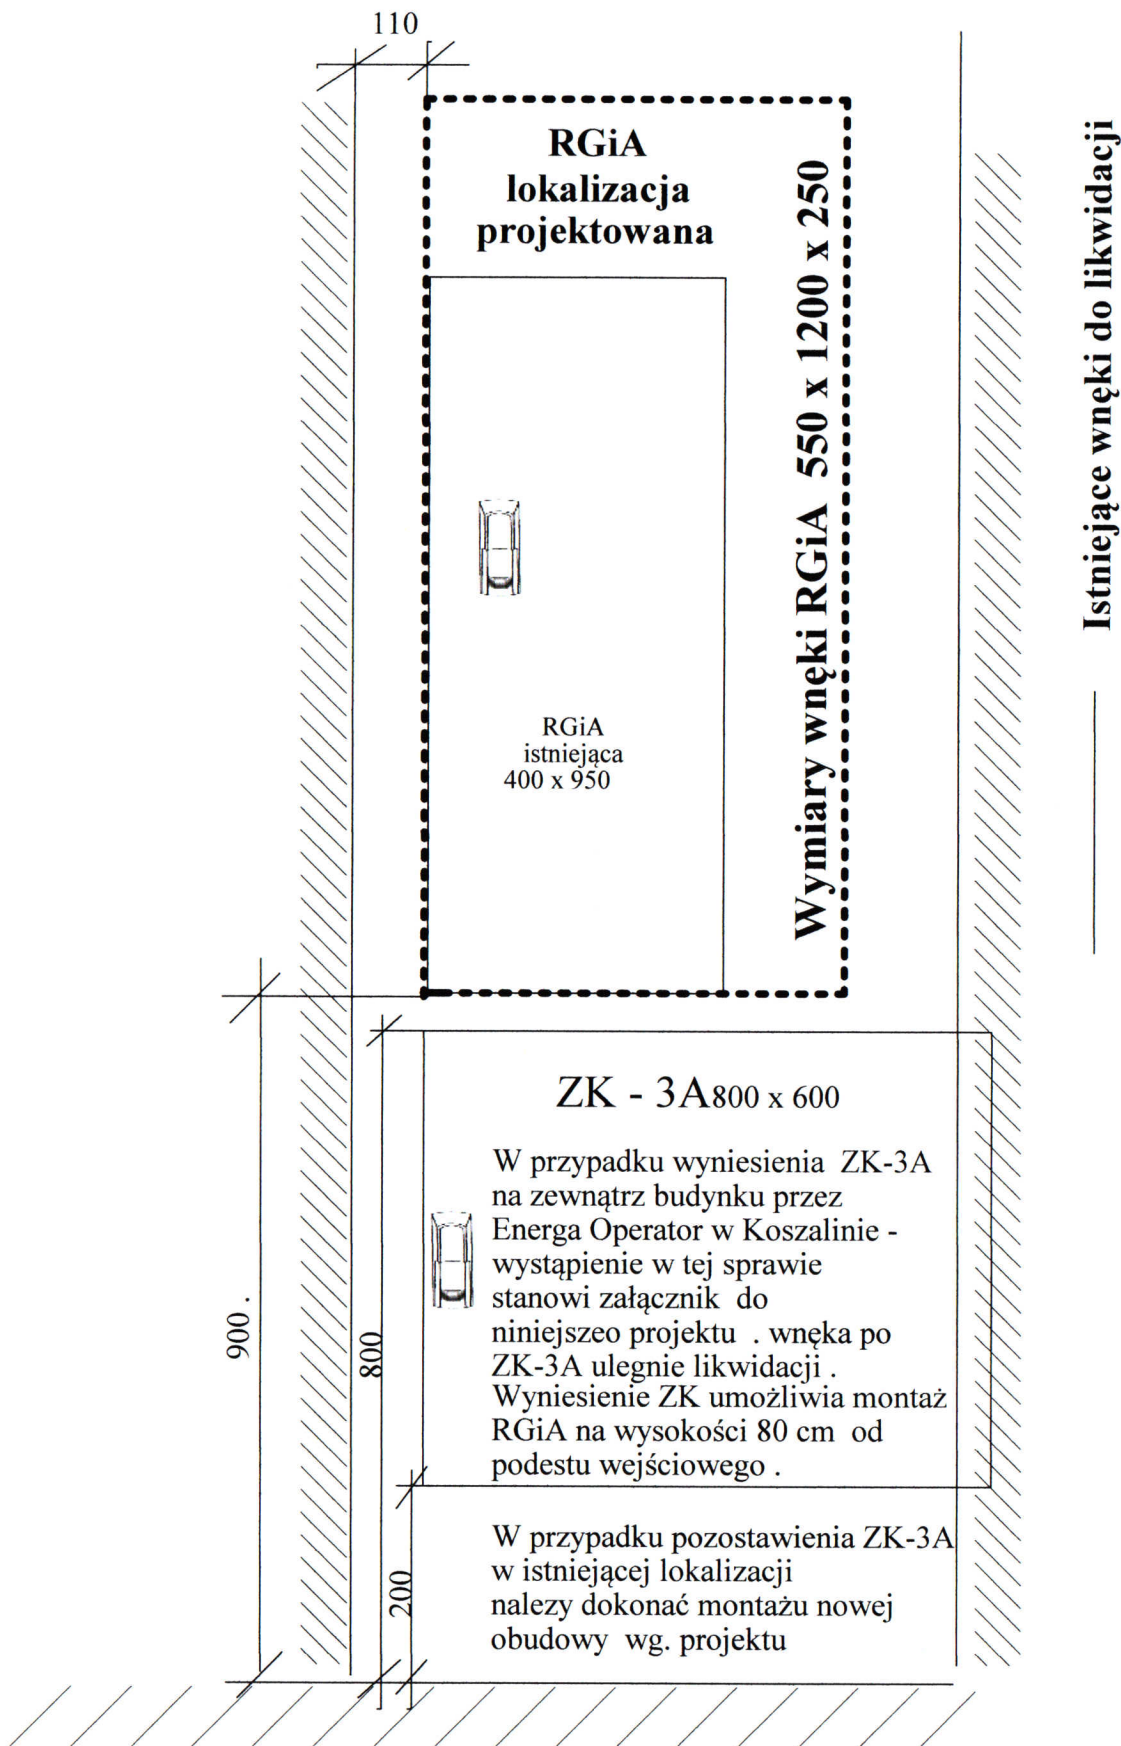 110
RGiA
lokalizacja
projektowana
Wymiary wnęki RGiA 550 x 1200 x 250
Istniejące wnęki do likwidacji
RGiA
istniejąca
400 x 950
ZK - 3A 800 x 600
W przypadku wyniesienia ZK-3A
na zewnątrz budynku przez
Energa Operator w Koszalinie -
wystąpienie w tej sprawie
stanowi załącznik do
niniejszeo projektu . wnęka po
ZK-3A ulegnie likwidacji .
Wyniesienie ZK umożliwia montaż
RGiA na wysokości 80 cm od
podestu wejściowego .
900 .
800
200
W przypadku pozostawienia ZK-3A
w istniejącej lokalizacji
nalezy dokonać montażu nowej
obudowy wg. projektu